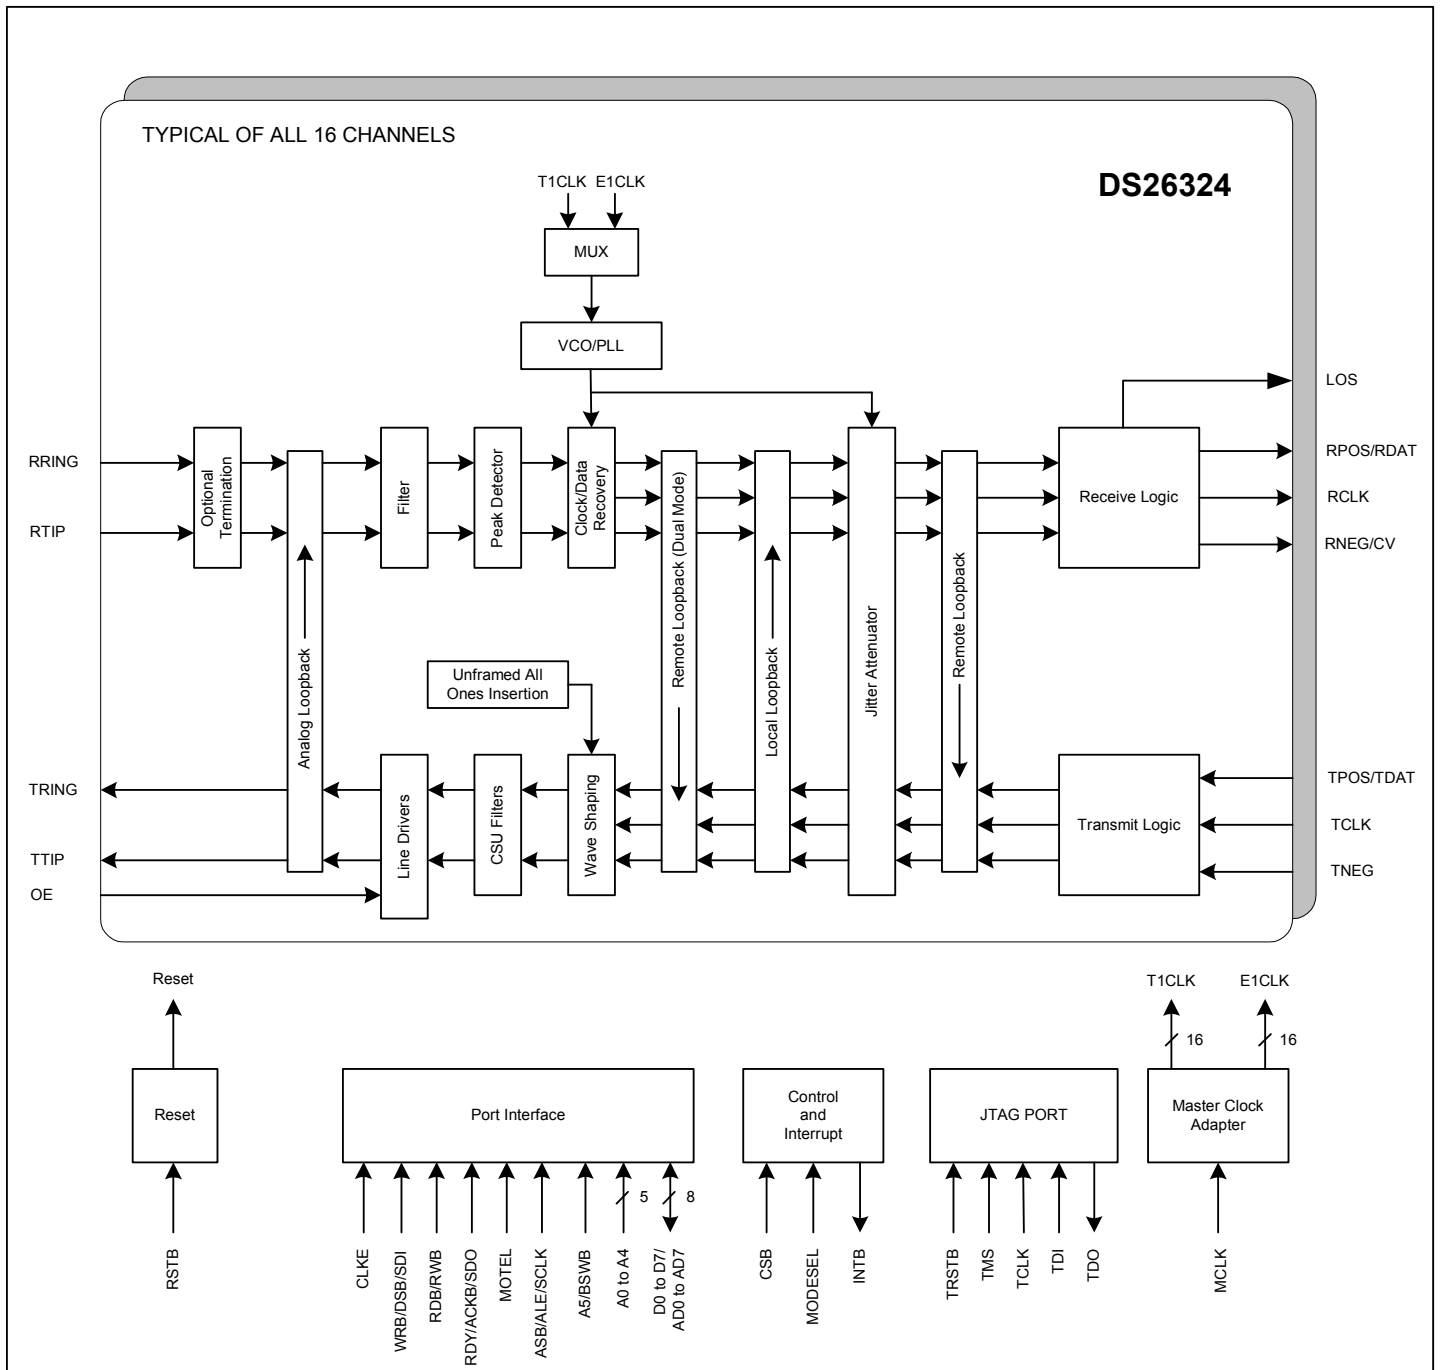 TYPICAL OF ALL 16 CHANNELS
DS26324
T1CLK
E1CLK
MUX
VCO/PLL
LOS
RRING
RTIP
Optional
Termination
Analog Loopback
Filter
Peak Detector
Clock/Data
Recovery
Remote Loopback (Dual Mode)
Local Loopback
Jitter Attenuator
Remote Loopback
Receive Logic
RPOS/RDAT
RCLK
RNEG/CV
Unframed All
Ones Insertion
TRING
TTIP
OE
Line Drivers
CSU Filters
Wave Shaping
Transmit Logic
TPOS/TDAT
TCLK
TNEG
Reset
Reset
RSTB
Port Interface
CLKE
WRB/DSB/SDI
RDB/RWB
RDY/ACKB/SDO
MOTEL
ASB/ALE/SCLK
A5/BSWB
5
A0 to A4
8
D0 to D7/
AD0 to AD7
Control
and
Interrupt
CSB
MODESEL
INTB
JTAG PORT
TRSTB
TMS
TCLK
TDI
TDO
T1CLK
E1CLK
16
16
Master Clock
Adapter
MCLK